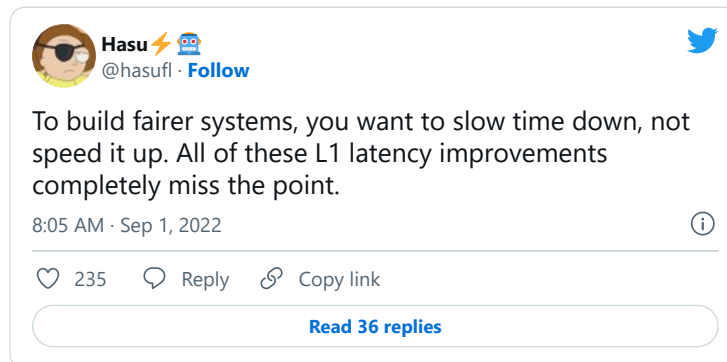 Hasu⚡🤖
@hasufl · Follow
To build fairer systems, you want to slow time down, not
speed it up. All of these L1 latency improvements
completely miss the point.
8:05 AM · Sep 1, 2022
235 Reply Copy link
Read 36 replies